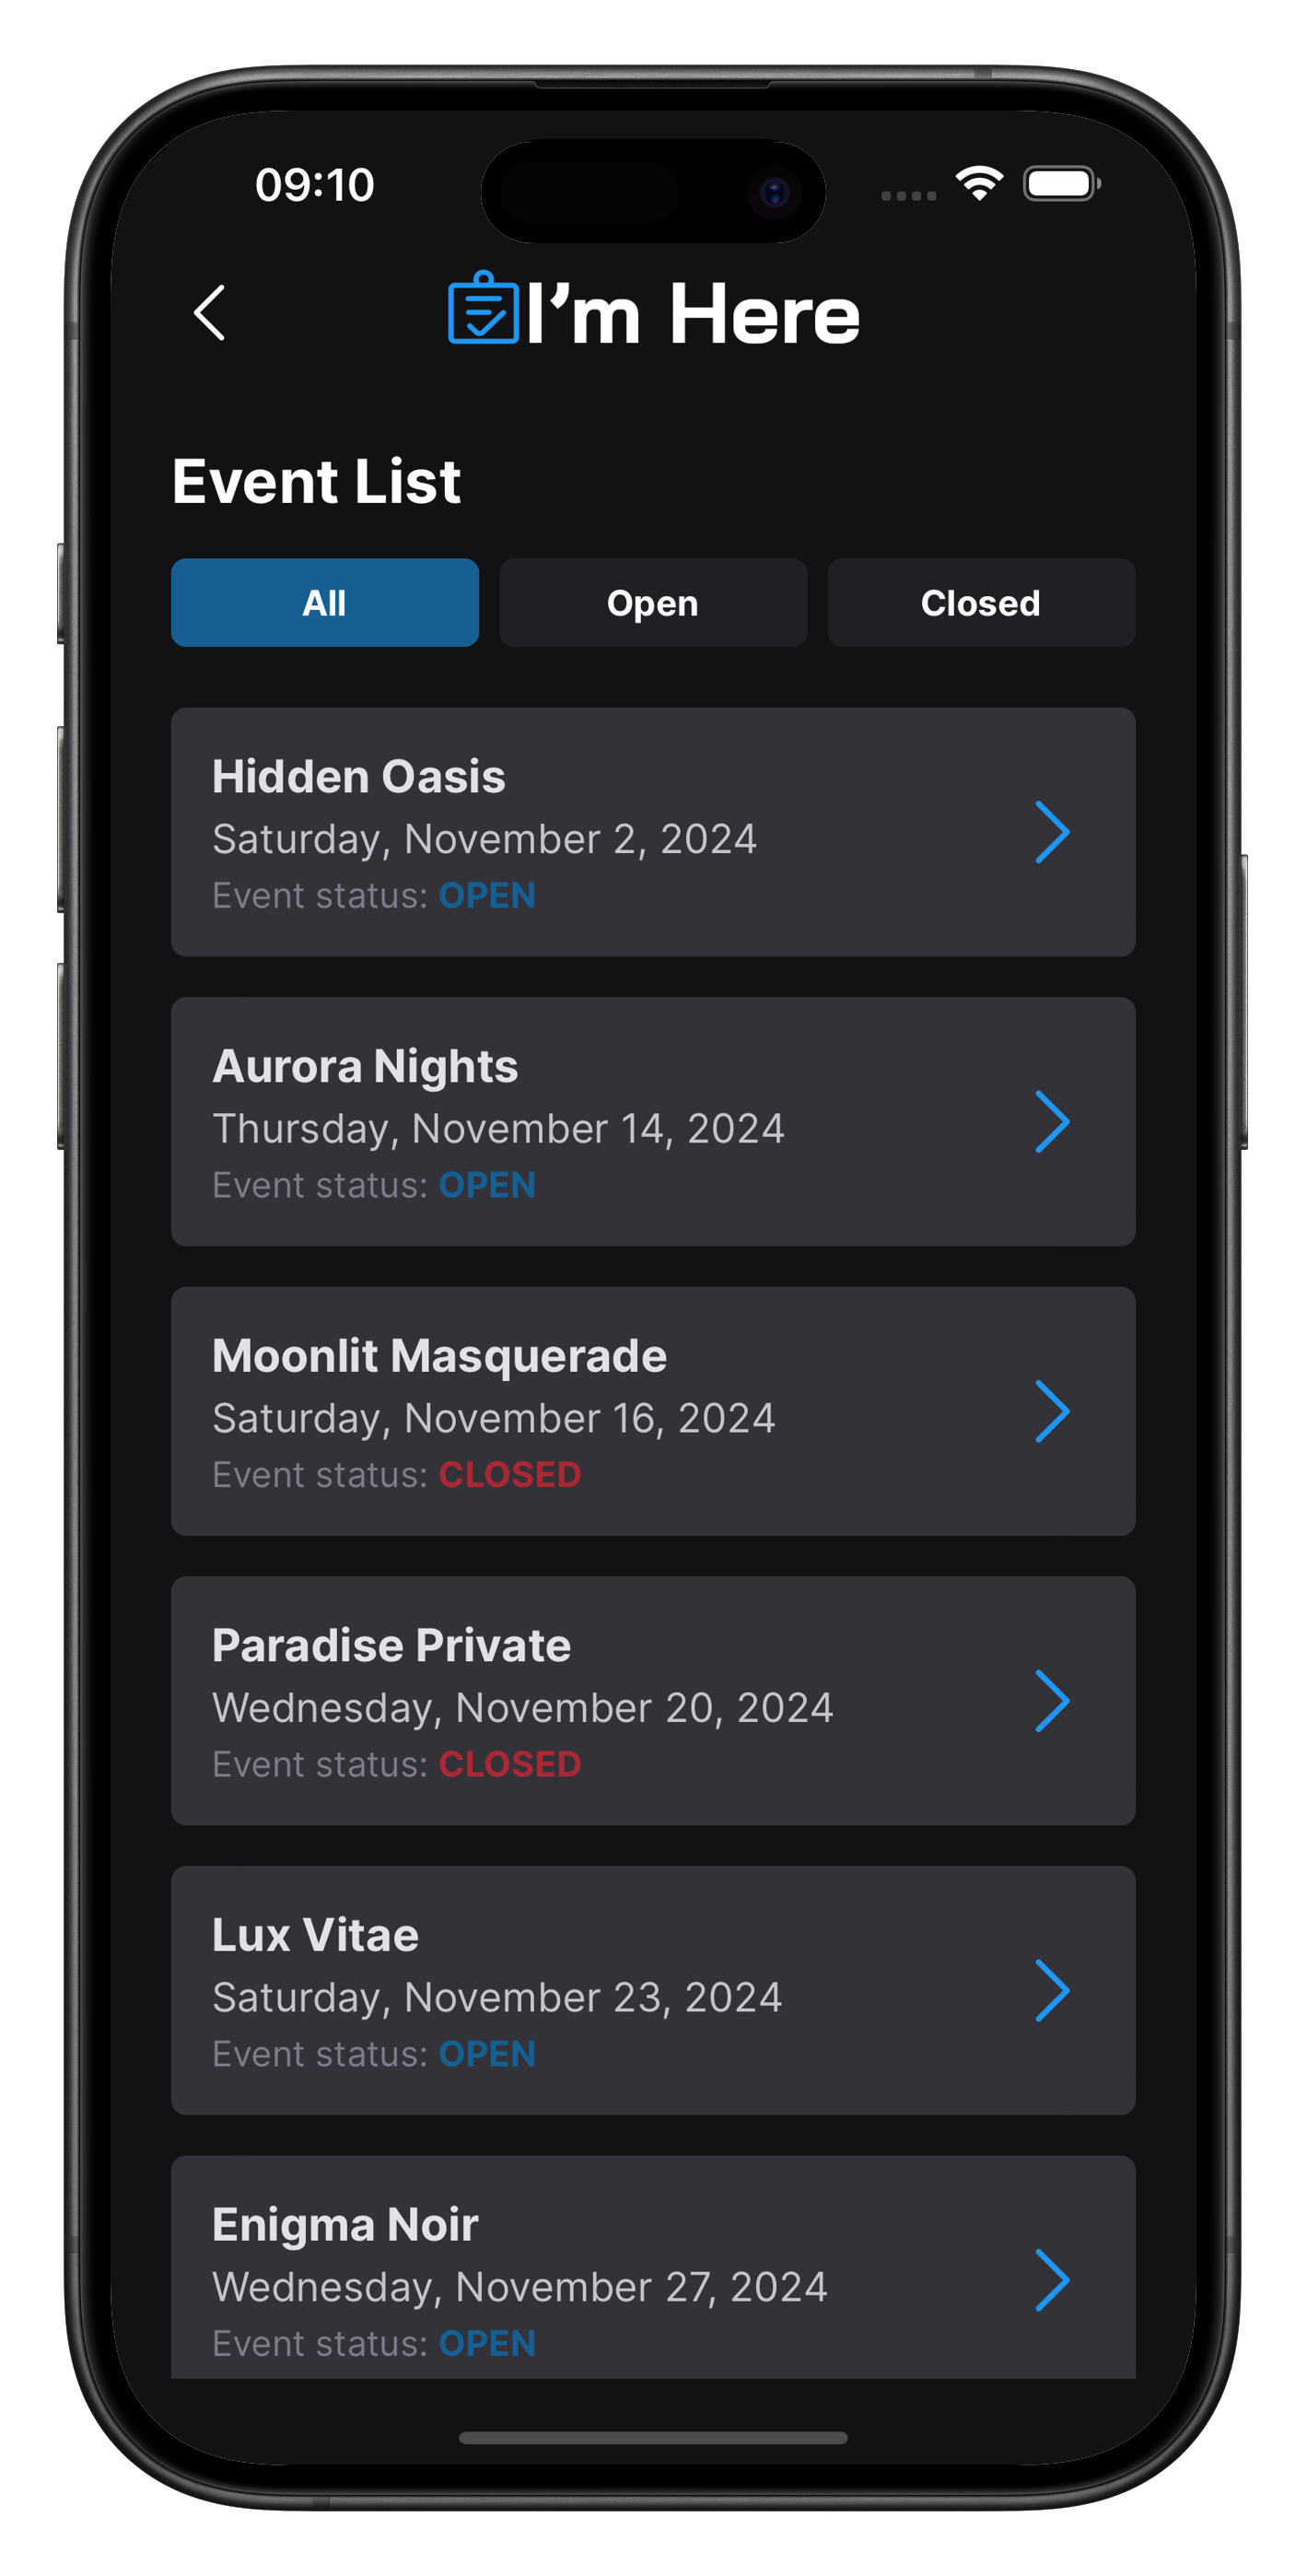 09:10
I’m Here
Event List
All Open Closed
Hidden Oasis
Saturday, November 2, 2024
Event status: OPEN
Aurora Nights
Thursday, November 14, 2024
Event status: OPEN
Moonlit Masquerade
Saturday, November 16, 2024
Event status: CLOSED
Paradise Private
Wednesday, November 20, 2024
Event status: CLOSED
Lux Vitae
Saturday, November 23, 2024
Event status: OPEN
Enigma Noir
Wednesday, November 27, 2024
Event status: OPEN